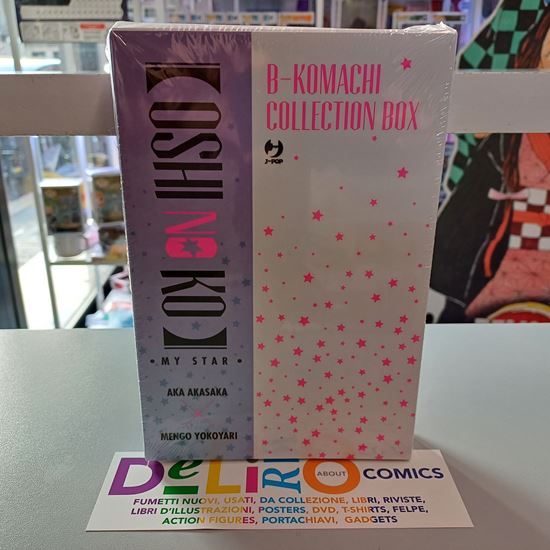 B-KOMACHI
COLLECTION BOX
J-POP
【OSHI NO KO】
• MY STAR •
AKA AKASAKA
×
MENGO YOKOYARI
DeLiRiO
ABOUT
COMICS
FUMETTI NUOVI, USATI, DA COLLEZIONE, LIBRI, RIVISTE,
LIBRI D'ILLUSTRAZIONI, POSTERS, DVD, T-SHIRTS, FELPE,
ACTION FIGURES, PORTACHIAVI, GADGETS